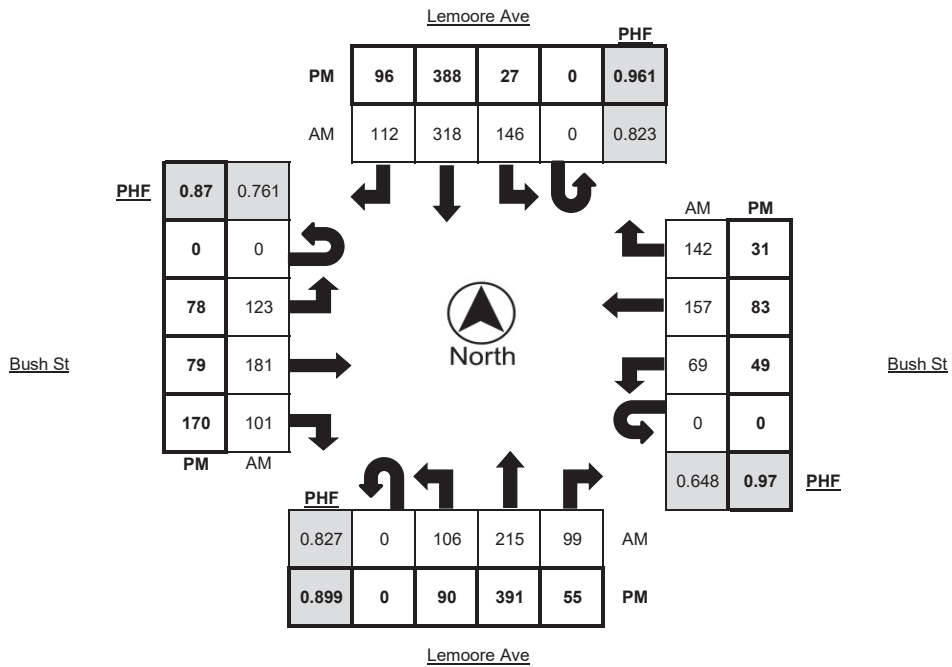 Lemoore Ave
PHF
PM 96 388 27 0 0.961
AM 112 318 146 0 0.823
PHF 0.87 0.761
AM PM
0 0
142 31
78 123
157 83
North
Bush St
79 181
69 49
Bush St
170 101
0 0
PM AM
0.648 0.97 PHF
PHF
0.827 0 106 215 99 AM
0.899 0 90 391 55 PM
Lemoore Ave